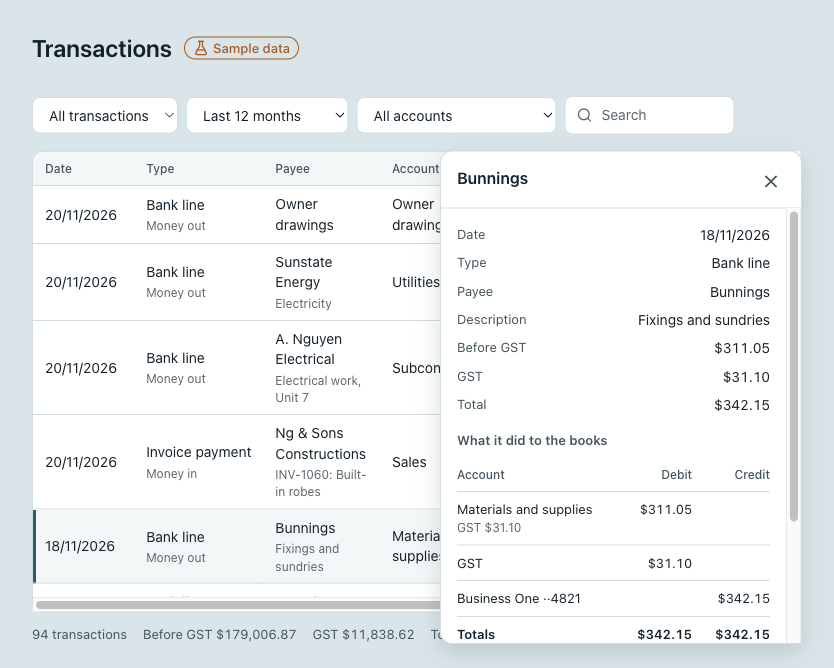 Transactions
Sample data
All transactions
Last 12 months
All accounts
Search
Date Type Payee Account
20/11/2026 Bank line Owner Owner
Money out drawings drawing
20/11/2026 Bank line Sunstate Utilities
Money out Energy
Electricity
20/11/2026 Bank line A. Nguyen Subcon
Money out Electrical
Electrical work,
Unit 7
20/11/2026 Invoice payment Ng & Sons Sales
Money in Constructions
INV-1060: Built-
in robes
18/11/2026 Bank line Bunnings Materia
Money out Fixings and supplies
sundries
94 transactions Before GST $179,006.87 GST $11,838.62
Bunnings
Date 18/11/2026
Type Bank line
Payee Bunnings
Description Fixings and sundries
Before GST $311.05
GST $31.10
Total $342.15
What it did to the books
Account Debit Credit
Materials and supplies $311.05
GST $31.10
GST $31.10
Business One ··4821 $342.15
Totals $342.15 $342.15